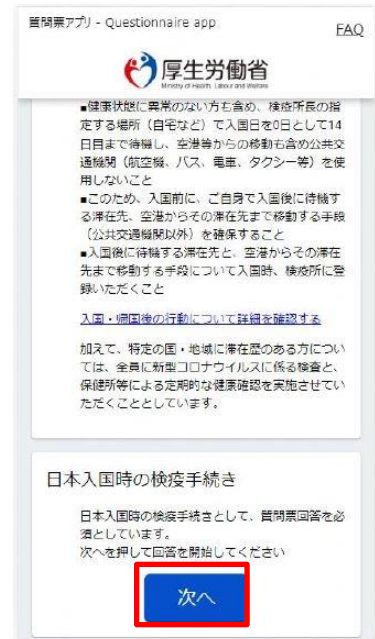 質問票アプリ - Questionnaire app
FAQ
厚生労働省
Ministry of Health, Labour and Welfare
■健康状態に異常のない方も含め、検疫所長の指
定する場所（自宅など）で入国日を0日として14
日目まで待機し、空港等からの移動も含め公共交
通機関（航空機、バス、電車、タクシー等）を使
用しないこと
■このため、入国前に、ご自身で入国後に待機す
る滞在先、空港からその滞在先まで移動する手段
（公共交通機関以外）を確保すること
■入国後に待機する滞在先と、空港からその滞在
先まで移動する手段について入国時、検疫所に登
録いただくこと
入国・帰国後の行動について詳細を確認する
加えて、特定の国・地域に滞在歴のある方につい
ては、全員に新型コロナウイルスに係る検査と、
保健所等による定期的な健康確認を実施させてい
ただくこととしています。
日本入国時の検疫手続き
日本入国時の検疫手続きとして、質問票回答を必
須としています。
次へを押して回答を開始してください
次へ